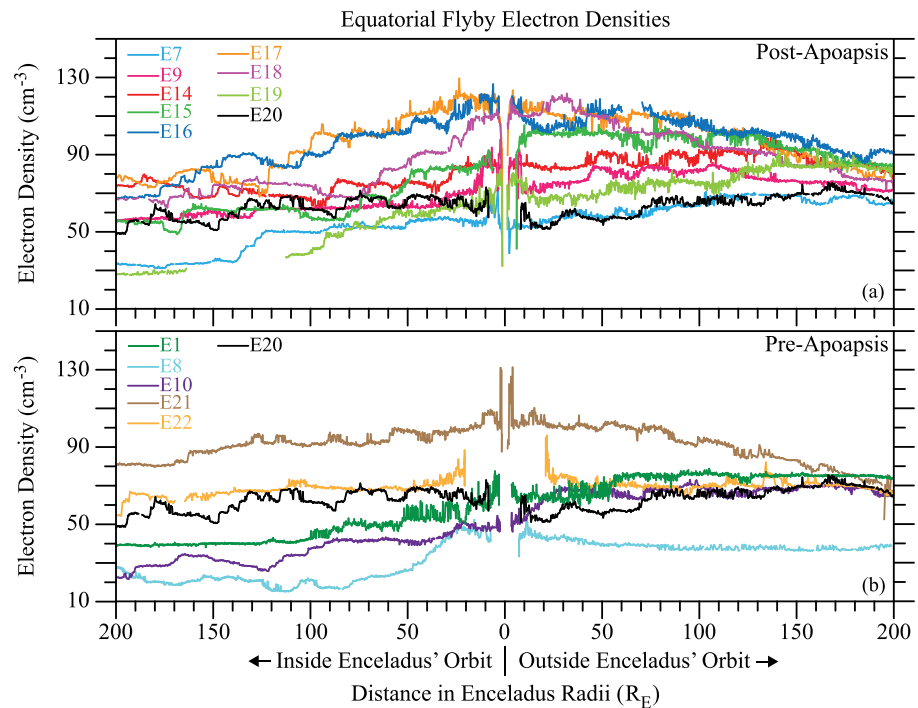 Equatorial Flyby Electron Densities
Electron Density (cm-3)
130
90
50
10
E7
E9
E14
E15
E16
E17
E18
E19
E20
Post-Apoapsis
(a)
Electron Density (cm-3)
130
90
50
10
E1
E8
E10
E21
E22
E20
Pre-Apoapsis
(b)
200 150 100 50 0 50 100 150 200
← Inside Enceladus' Orbit Outside Enceladus' Orbit →
Distance in Enceladus Radii (RE)